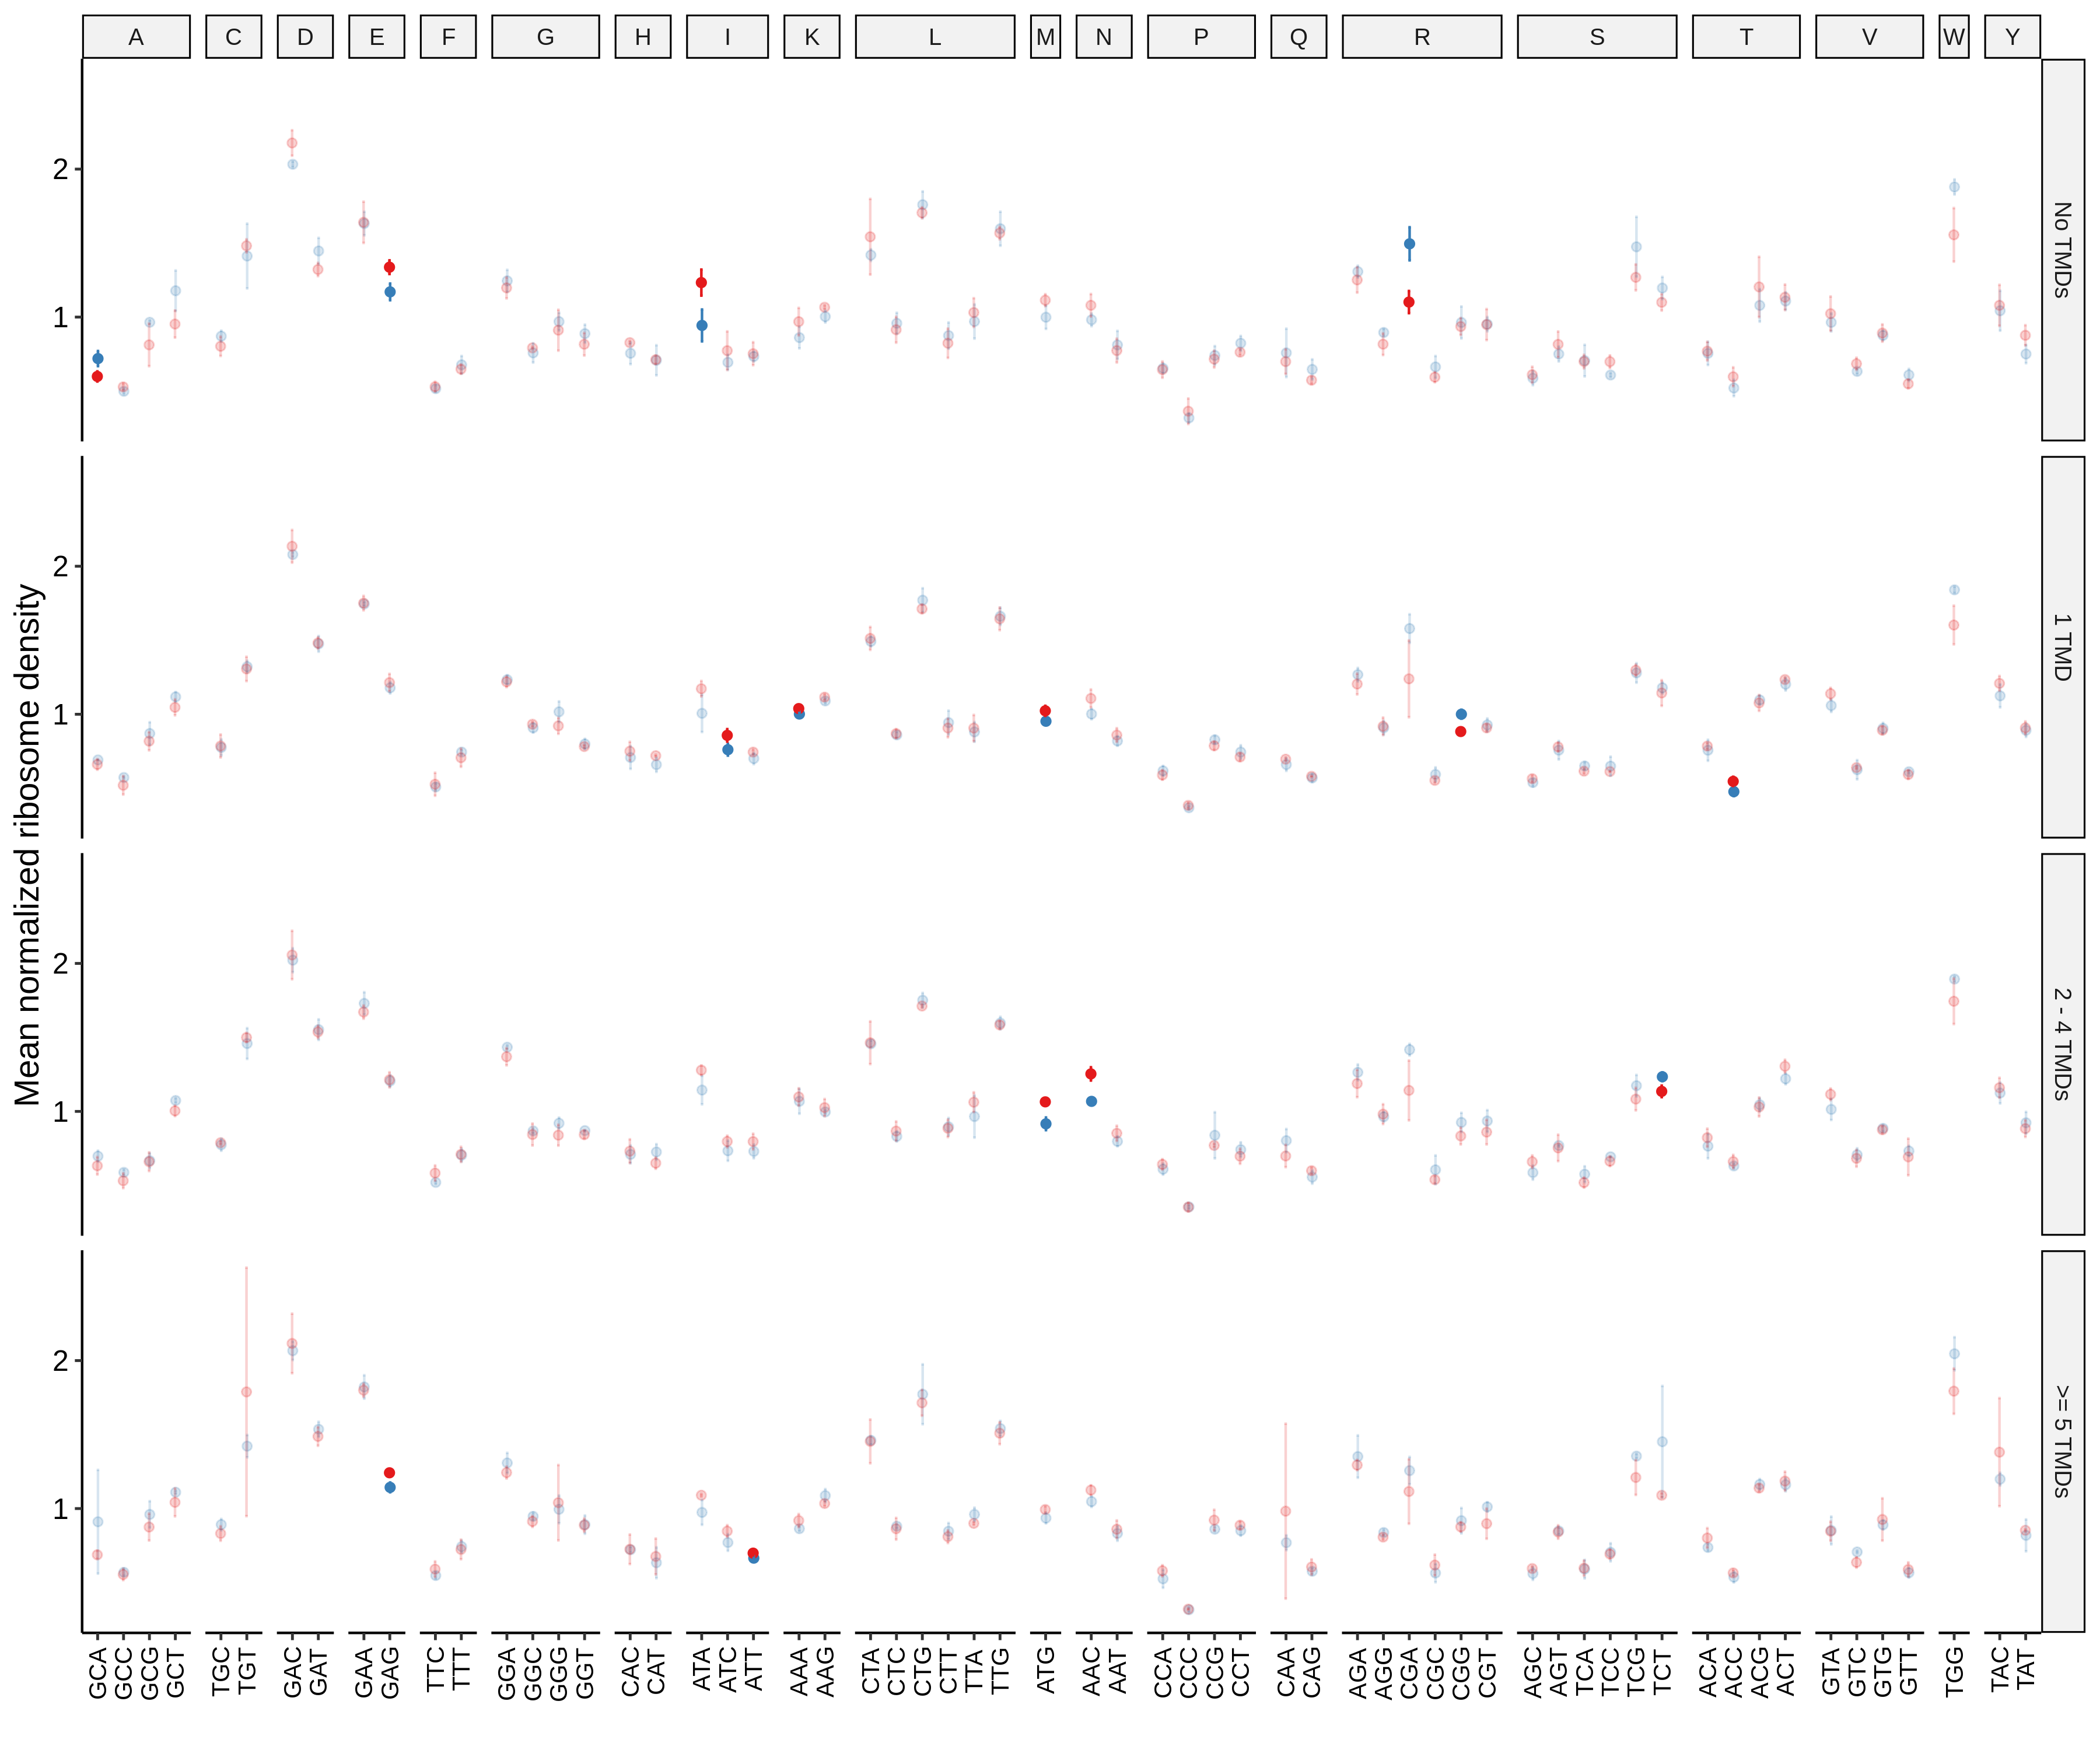 A C D E F G H I K L M N P Q R S T V W Y
No TMDs
2
1
1 TMD
2
1
2 - 4 TMDs
2
1
>= 5 TMDs
2
1
Mean normalized ribosome density
GCA GCC GCG GCT TGC TGT GAC GAT GAA GAG TTC TTT GGA GGC GGG GGT CAC CAT ATA ATC ATT AAA AAG CTA CTC CTG CTT TTA TTG ATG AAC AAT CCA CCC CCG CCT CAA CAG AGA AGG CGA CGC CGG CGT AGC AGT TCA TCC TCG TCT ACA ACC ACG ACT GTA GTC GTG GTT TGG TAC TAT